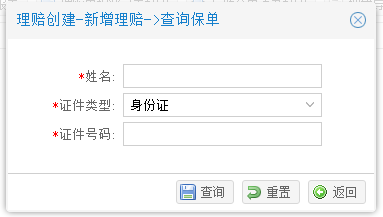 理赔创建-新增理赔->查询保单
*姓名:
*证件类型: 身份证
*证件号码:
查询 重置 返回